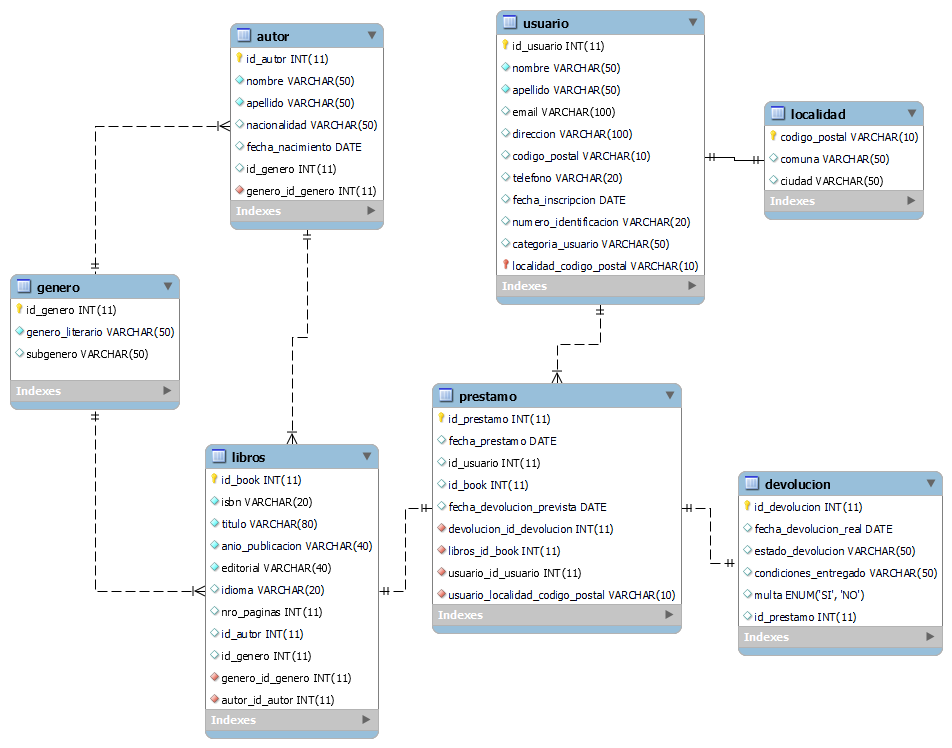 autor
id_autor INT(11)
nombre VARCHAR(50)
apellido VARCHAR(50)
nacionalidad VARCHAR(50)
fecha_nacimiento DATE
id_genero INT(11)
genero_id_genero INT(11)
Indexes
usuario
id_usuario INT(11)
nombre VARCHAR(50)
apellido VARCHAR(50)
email VARCHAR(100)
direccion VARCHAR(100)
codigo_postal VARCHAR(10)
telefono VARCHAR(20)
fecha_inscripcion DATE
numero_identificacion VARCHAR(20)
categoria_usuario VARCHAR(50)
localidad_codigo_postal VARCHAR(10)
Indexes
localidad
codigo_postal VARCHAR(10)
comuna VARCHAR(50)
ciudad VARCHAR(50)
Indexes
genero
id_genero INT(11)
genero_literario VARCHAR(50)
subgenero VARCHAR(50)
Indexes
libros
id_book INT(11)
isbn VARCHAR(20)
titulo VARCHAR(80)
anio_publicacion VARCHAR(40)
editorial VARCHAR(40)
idioma VARCHAR(20)
nro_paginas INT(11)
id_autor INT(11)
id_genero INT(11)
genero_id_genero INT(11)
autor_id_autor INT(11)
Indexes
prestamo
id_prestamo INT(11)
fecha_prestamo DATE
id_usuario INT(11)
id_book INT(11)
fecha_devolucion_prevista DATE
devolucion_id_devolucion INT(11)
libros_id_book INT(11)
usuario_id_usuario INT(11)
usuario_localidad_codigo_postal VARCHAR(10)
Indexes
devolucion
id_devolucion INT(11)
fecha_devolucion_real DATE
estado_devolucion VARCHAR(50)
condiciones_entregado VARCHAR(50)
multa ENUM('SI', 'NO')
id_prestamo INT(11)
Indexes